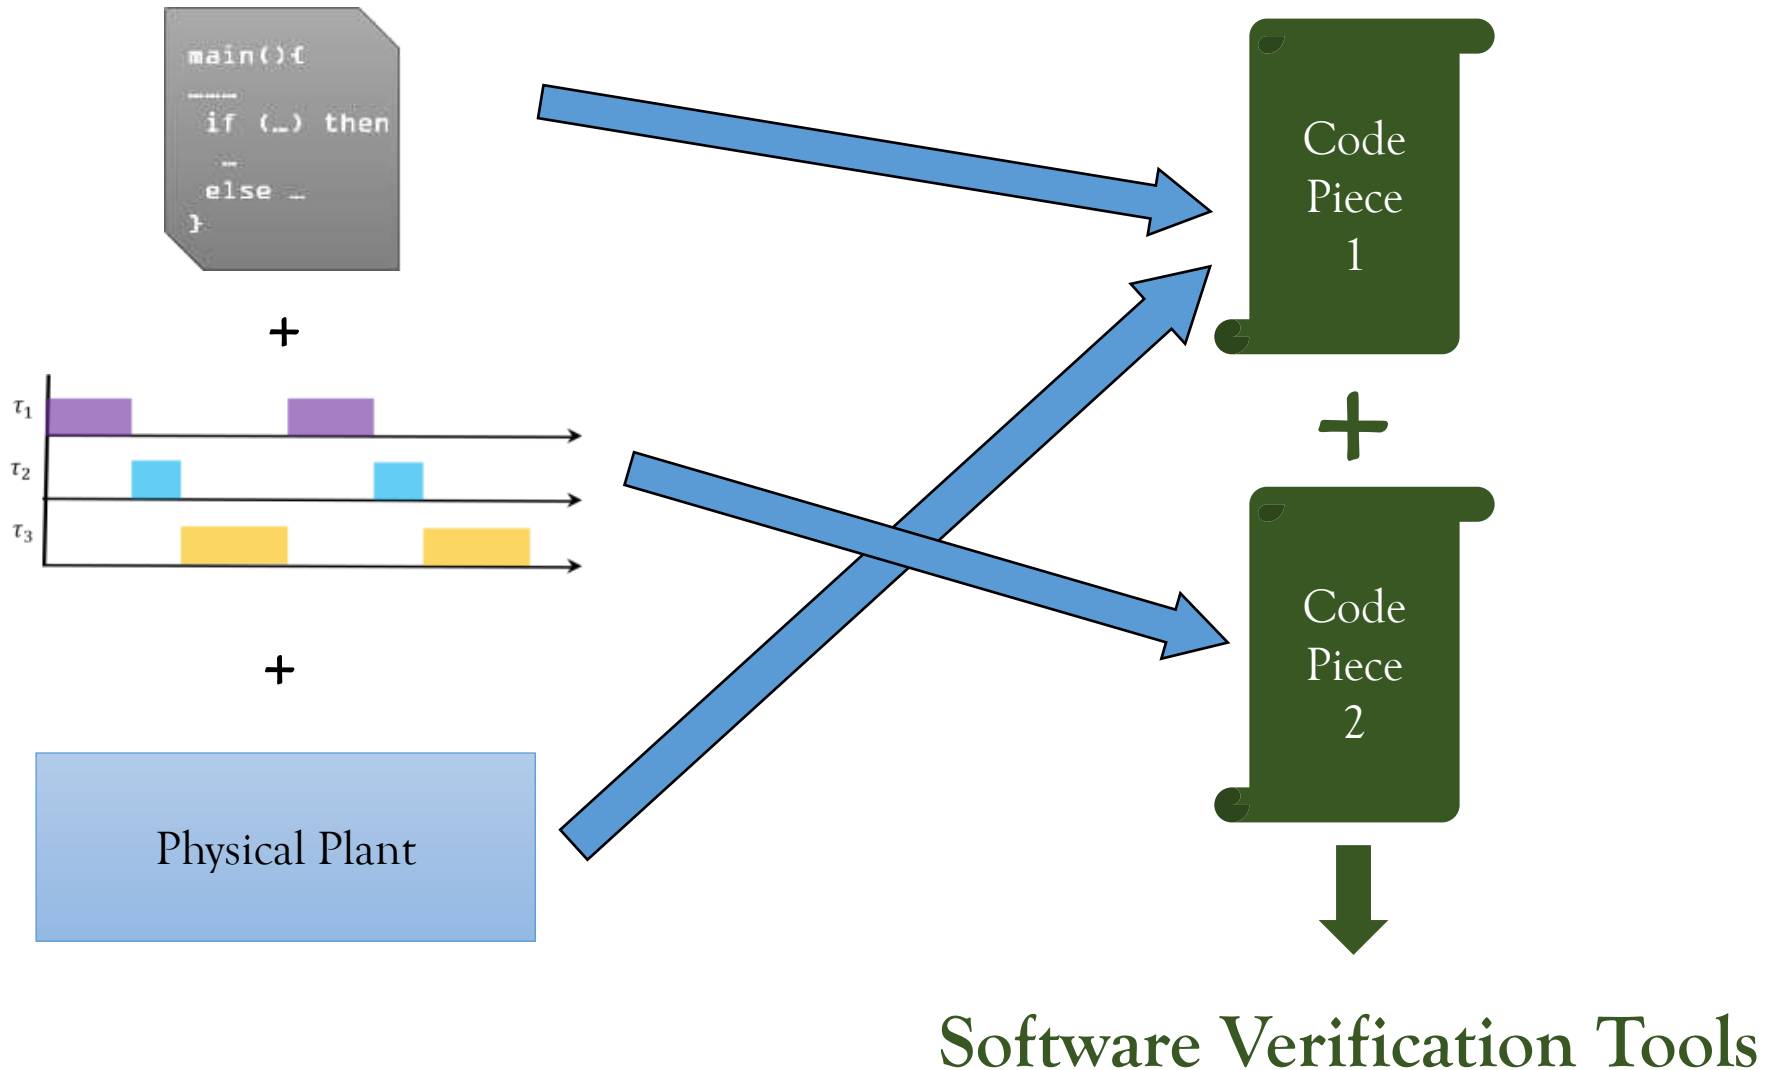 main(){
………
if (…) then
…
else …
}
+
τ1
τ2
τ3
+
Physical Plant
Code
Piece
1
+
Code
Piece
2
Software Verification Tools